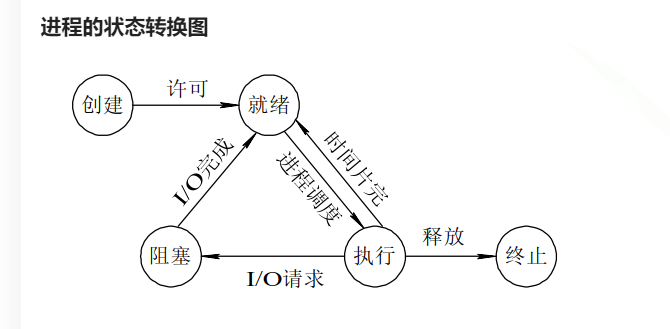 进程的状态转换图
许可
创建
就绪
I/O完成
进程调度
时间片完
阻塞
执行
释放
终止
I/O请求